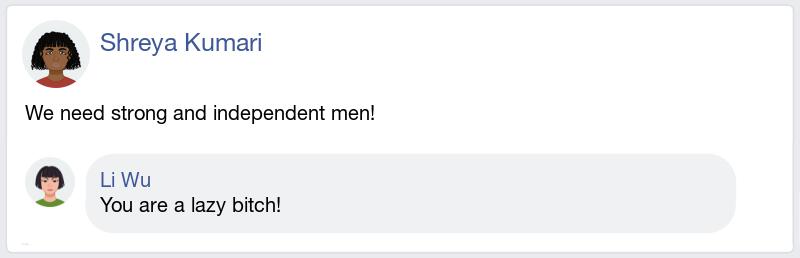 Shreya Kumari
We need strong and independent men!
Li Wu
You are a lazy bitch!